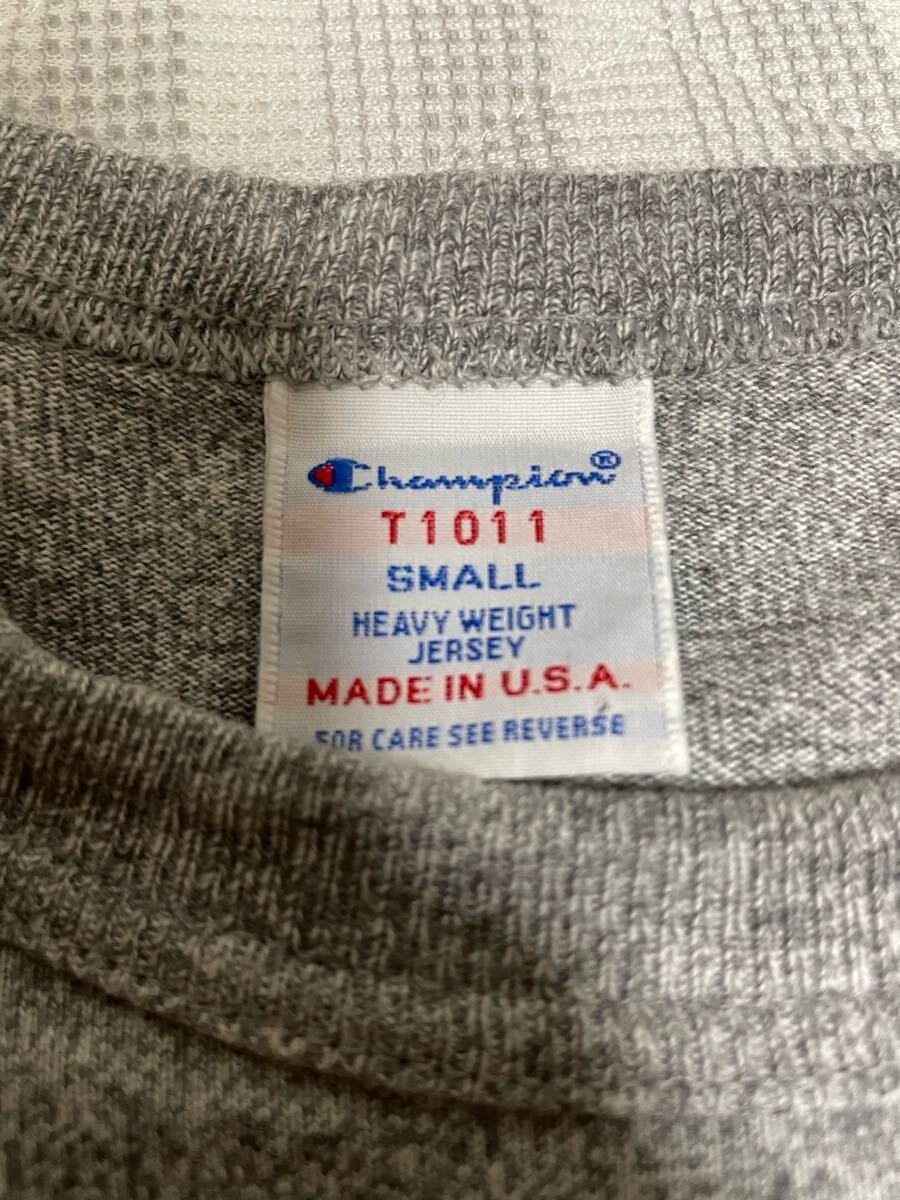 Champion®
T1011
SMALL
HEAVY WEIGHT
JERSEY
MADE IN U.S.A.
FOR CARE SEE REVERSE